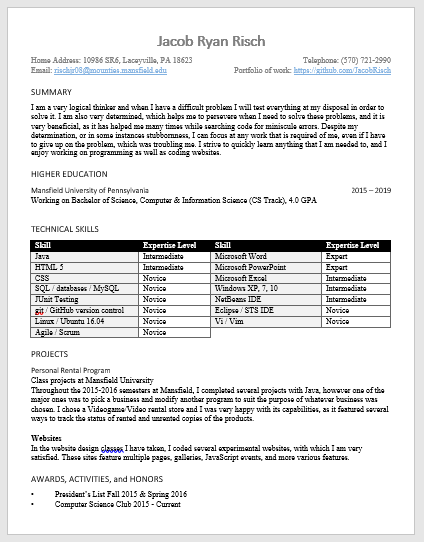 Jacob Ryan Risch
Home Address: 10986 SR6, Laceyville, PA 18623 Telephone: (570) 721-2990
Email: rischjr08@mounties.mansfield.edu Portfolio of work: https://github.com/JacobRisch
SUMMARY
I am a very logical thinker and when I have a difficult problem I will test everything at my disposal in order to
solve it. I am also very determined, which helps me to persevere when I need to solve these problems, and it is
very beneficial, as it has helped me many times while searching code for miniscule errors. Despite my
determination, or in some instances stubbornness, I can focus at any work that is required of me, even if I have
to give up on the problem, which was troubling me. I strive to quickly learn anything that I am needed to, and I
enjoy working on programming as well as coding websites.
HIGHER EDUCATION
Mansfield University of Pennsylvania 2015 – 2019
Working on Bachelor of Science, Computer & Information Science (CS Track), 4.0 GPA
TECHNICAL SKILLS
Skill Expertise Level Skill Expertise Level
Java Intermediate Microsoft Word Expert
HTML 5 Intermediate Microsoft PowerPoint Expert
CSS Novice Microsoft Excel Intermediate
SQL / databases / MySQL Novice Windows XP, 7, 10 Intermediate
JUnit Testing Novice NetBeans IDE Intermediate
git / GitHub version control Novice Eclipse / STS IDE Novice
Linux / Ubuntu 16.04 Novice Vi / Vim Novice
Agile / Scrum Novice
PROJECTS
Personal Rental Program
Class projects at Mansfield University
Throughout the 2015-2016 semesters at Mansfield, I completed several projects with Java, however one of the
major ones was to pick a business and modify another program to suit the purpose of whatever business was
chosen. I chose a Videogame/Video rental store and I was very happy with its capabilities, as it featured several
ways to track the status of rented and unrented copies of the products.
Websites
In the website design classes I have taken, I coded several experimental websites, with which I am very
satisfied. These sites feature multiple pages, galleries, JavaScript events, and more various features.
AWARDS, ACTIVITIES, and HONORS
• President's List Fall 2015 & Spring 2016
• Computer Science Club 2015 - Current